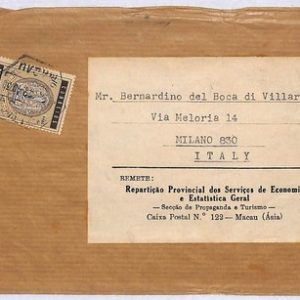 MACAU
Mr. Bernardino del Boca di Villar
Via Meloria 14
MILANO 830
ITALY
REMETE:
Repartição Provincial dos Serviços de Economi
e Estatística Geral
— Secção de Propaganda e Turismo —
Caixa Postal N.º 122 — Macau (Ásia)